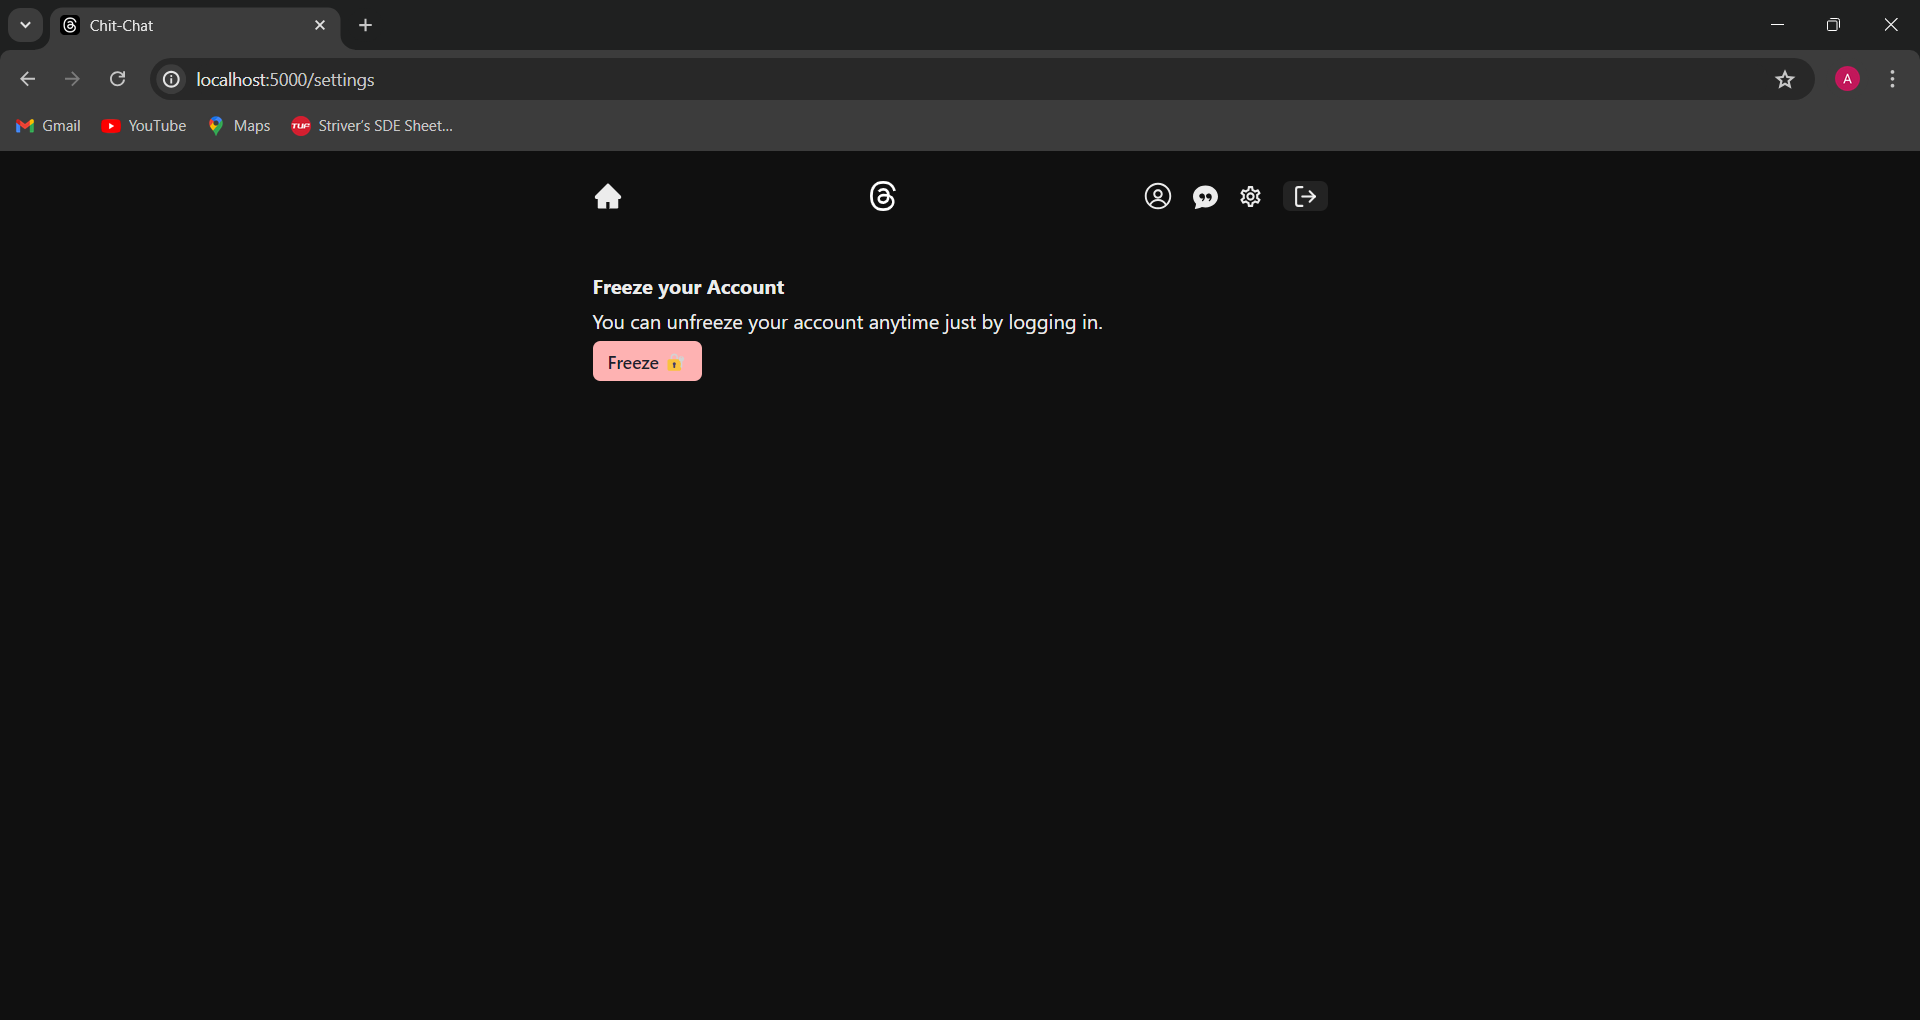 Chit-Chat
localhost:5000/settings
A
Gmail
YouTube
Maps
TUF
Striver's SDE Sheet...
Freeze your Account
You can unfreeze your account anytime just by logging in.
Freeze 🔐